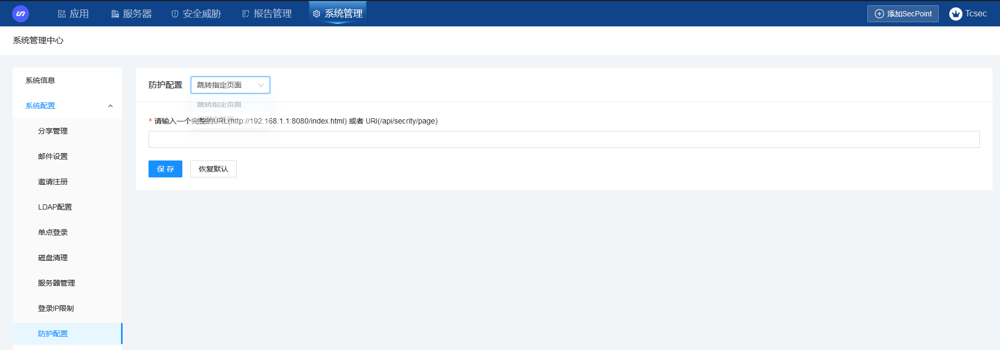 应用
服务器
安全威胁
报告管理
系统管理
添加SecPoint
Tcsec
系统管理中心
系统信息
系统配置
分享管理
邮件设置
邀请注册
LDAP配置
单点登录
磁盘清理
服务器管理
登录IP限制
防护配置
防护配置
跳转指定页面
跳转指定页面
* 请输入一个完整的URL(http://192.168.1.1:8080/index.html) 或者 URI(/api/secrity/page)
保 存
恢复默认